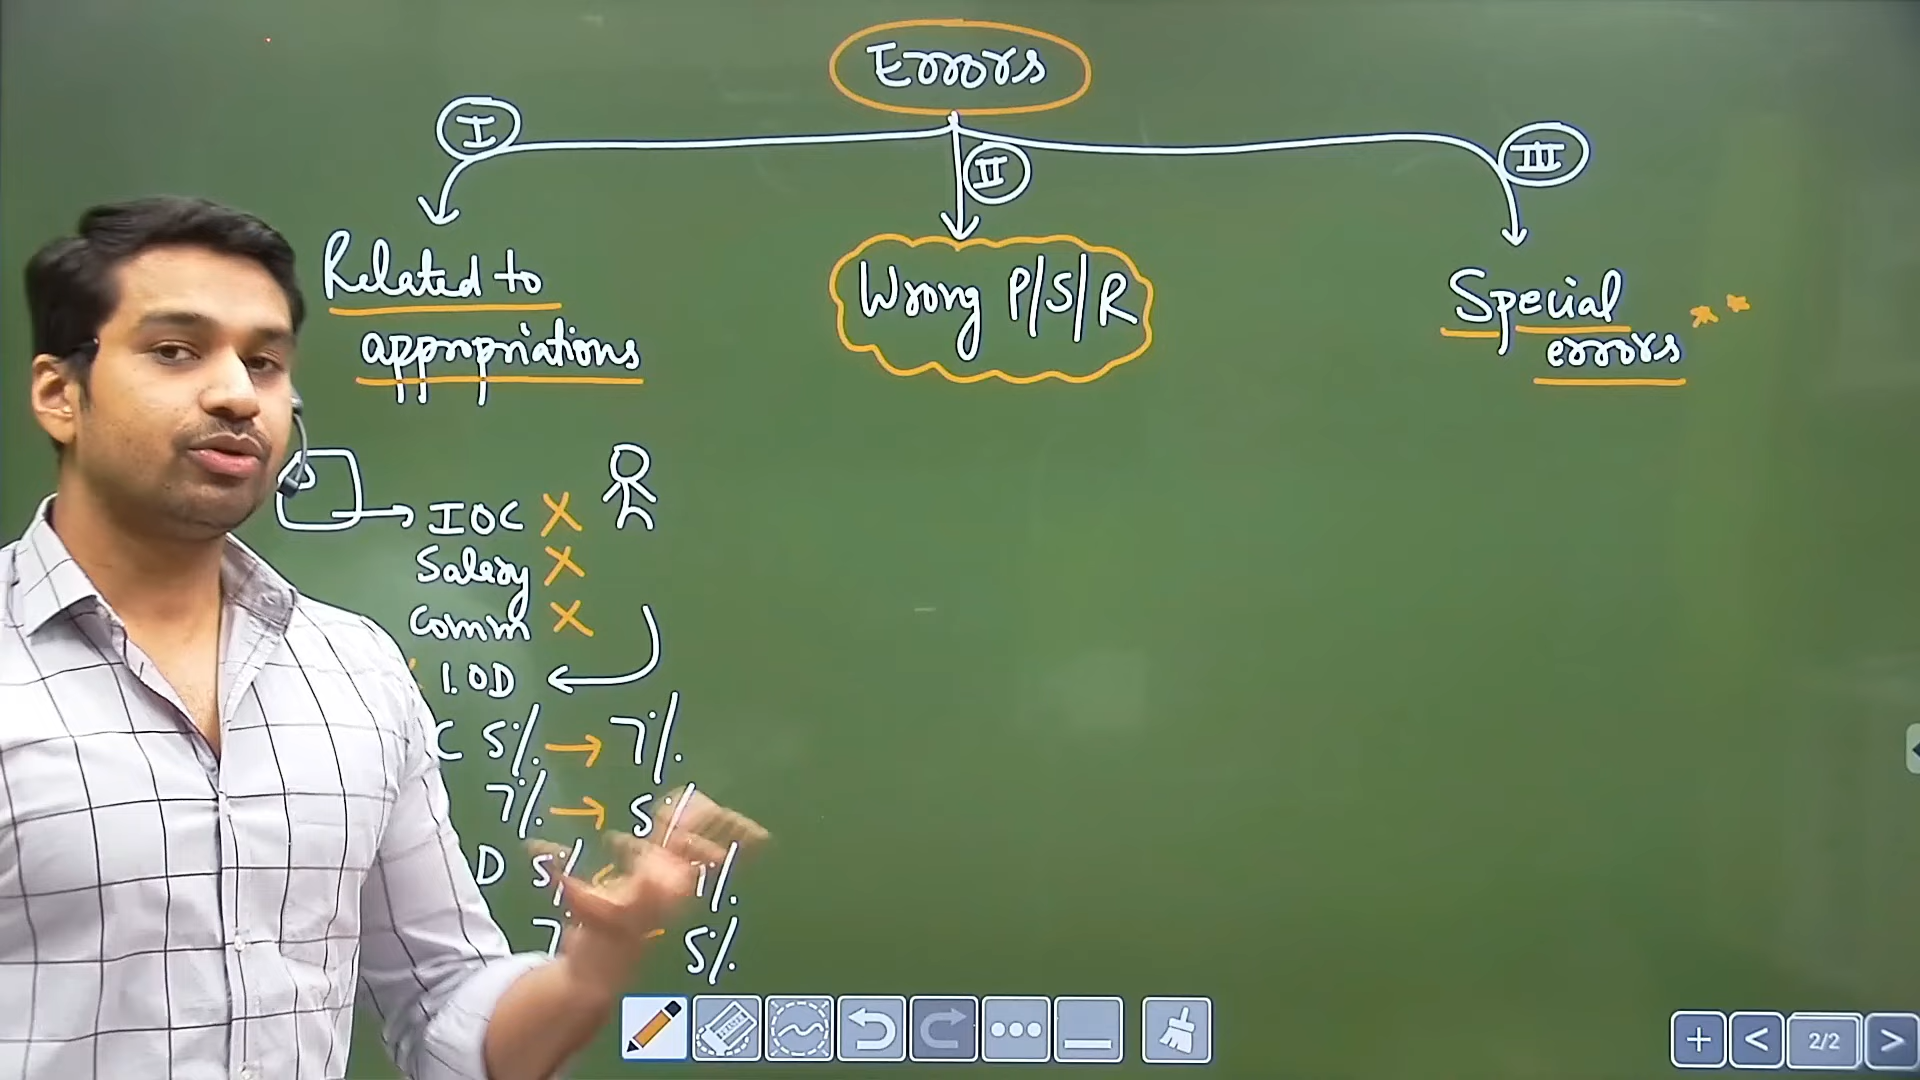 Errors
I
II
III
Related to
appropriations
Wrong P/S/R
Special **
errors
IOC X
Salary X
Comm X
I.OD
C 5% → 7%
7% → 5%
D 5%
5%
2/2